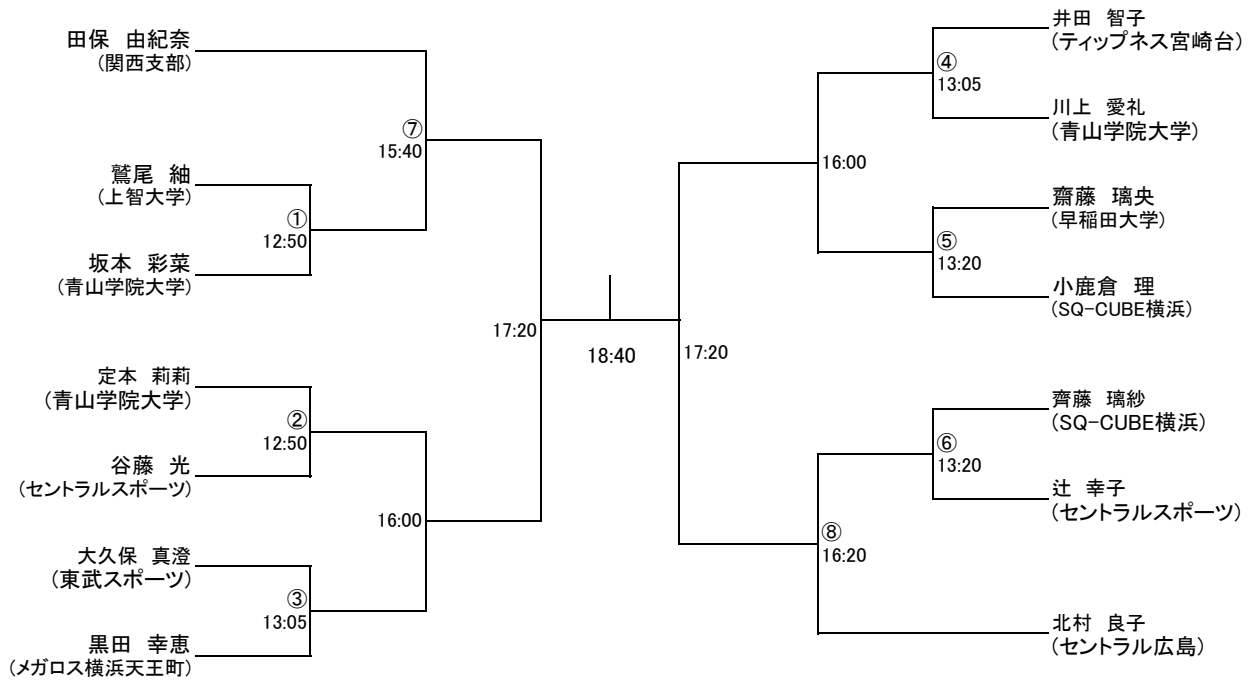 田保　由紀奈
(関西支部)
⑦
15:40
鷲尾　紬
(上智大学)
①
12:50
坂本　彩菜
(青山学院大学)
17:20
定本　莉莉
(青山学院大学)
②
12:50
谷藤　光
(セントラルスポーツ)
16:00
大久保　真澄
(東武スポーツ)
③
13:05
黒田　幸恵
(メガロス横浜天王町)
18:40
井田　智子
(ティップネス宮崎台)
④
13:05
川上　愛礼
(青山学院大学)
16:00
齋藤　璃央
(早稲田大学)
⑤
13:20
小鹿倉　理
(SQ-CUBE横浜)
17:20
齊藤　璃紗
(SQ-CUBE横浜)
⑥
13:20
辻　幸子
(セントラルスポーツ)
⑧
16:20
北村　良子
(セントラル広島)